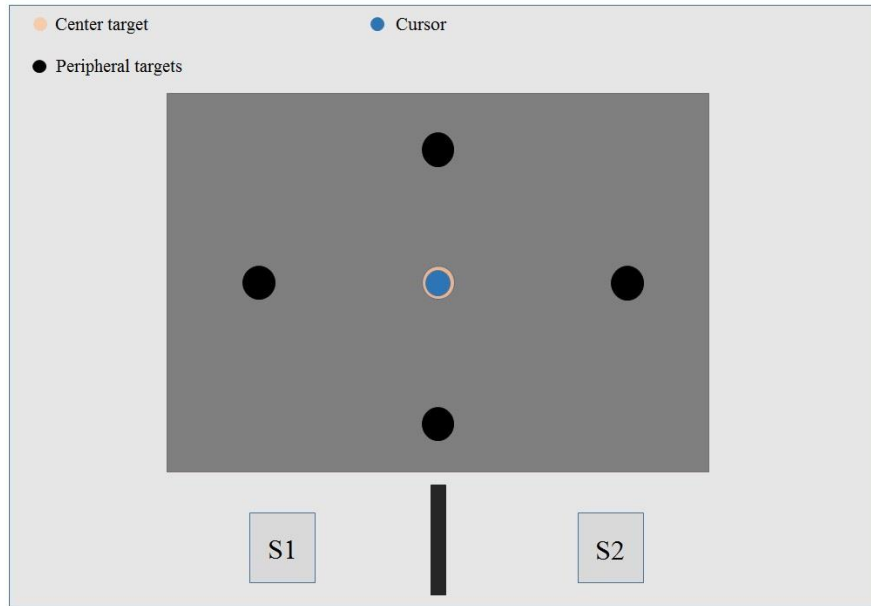 Center target
Cursor
Peripheral targets
S1
S2